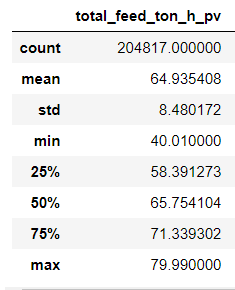 total_feed_ton_h_pv
count 204817.000000
mean 64.935408
std 8.480172
min 40.010000
25% 58.391273
50% 65.754104
75% 71.339302
max 79.990000